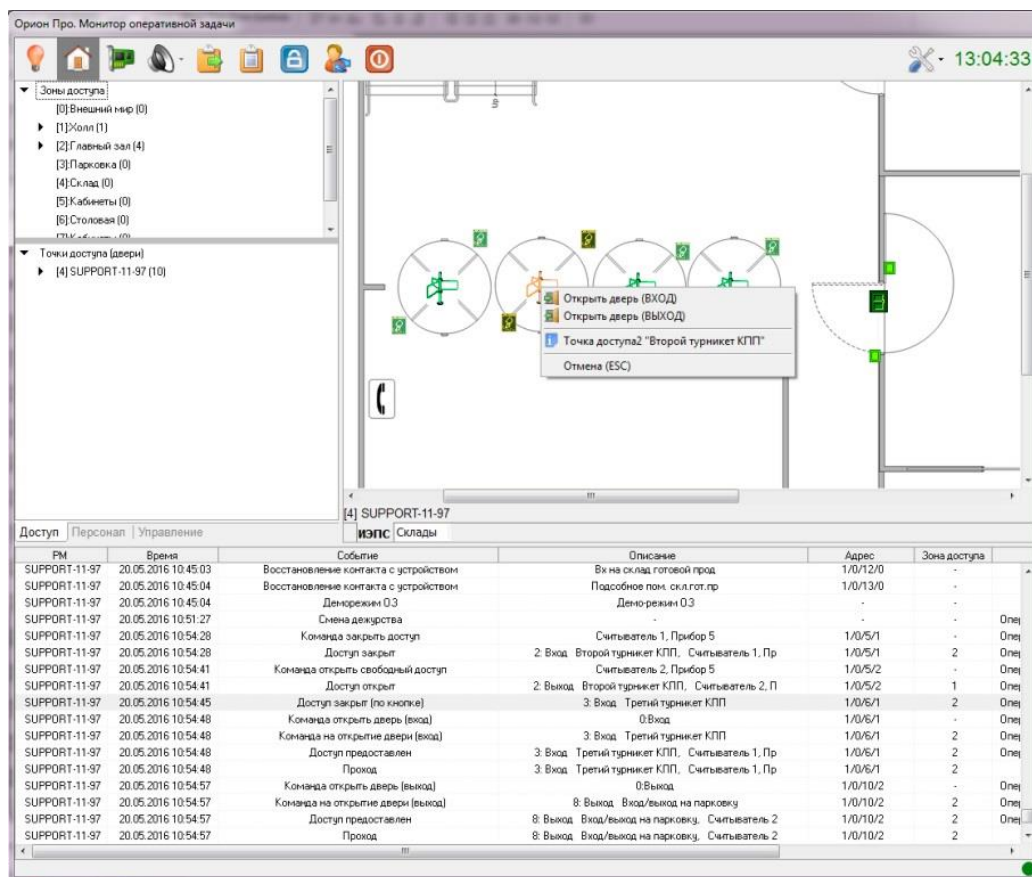 Орион Про. Монитор оперативной задачи
13:04:33
Зоны доступа
[0]:Внешний мир (0)
[1]:Холл (1)
[2]:Главный зал (4)
[3]:Парковка (0)
[4]:Склад (0)
[5]:Кабинеты (0)
[6]:Столовая (0)
Точки доступа (двери)
[4] SUPPORT-11-97 (10)
Up
Открыть дверь (ВХОД)
Открыть дверь (ВЫХОД)
Точка доступа2 "Второй турникет КПП"
Отмена (ESC)
[4] SUPPORT-11-97
Доступ Персонал Управление
ИЭПС Склады
РМ Время Событие Описание Адрес Зона доступа
SUPPORT-11-97 20.05.2016 10:45:03 Восстановление контакта с устройством Вх на склад готовой прод 1/0/12/0 -
SUPPORT-11-97 20.05.2016 10:45:04 Восстановление контакта с устройством Подсобное пом. скл.гот.пр 1/0/13/0 -
SUPPORT-11-97 20.05.2016 10:45:04 Деморежим 03 Демо-режим 03 - -
SUPPORT-11-97 20.05.2016 10:51:27 Смена дежурства - - - Опе
SUPPORT-11-97 20.05.2016 10:54:28 Команда закрыть доступ Считыватель 1, Прибор 5 1/0/5/1 - Опе
SUPPORT-11-97 20.05.2016 10:54:28 Доступ закрыт 2: Вход Второй турникет КПП, Считыватель 1, Пр 1/0/5/1 2 Опе
SUPPORT-11-97 20.05.2016 10:54:41 Команда открыть свободный доступ Считыватель 2, Прибор 5 1/0/5/2 - Опе
SUPPORT-11-97 20.05.2016 10:54:41 Доступ открыт 2: Выход Второй турникет КПП, Считыватель 2, П 1/0/5/2 1 Опе
SUPPORT-11-97 20.05.2016 10:54:45 Доступ закрыт (по кнопке) 3: Вход Третий турникет КПП 1/0/6/1 2 Опе
SUPPORT-11-97 20.05.2016 10:54:48 Команда открыть дверь (вход) 0:Вход 1/0/6/1 - Опе
SUPPORT-11-97 20.05.2016 10:54:48 Команда на открытие двери (вход) 3: Вход Третий турникет КПП 1/0/6/1 2 Опе
SUPPORT-11-97 20.05.2016 10:54:48 Доступ предоставлен 3: Вход Третий турникет КПП, Считыватель 1, Пр 1/0/6/1 2 Опе
SUPPORT-11-97 20.05.2016 10:54:48 Проход 3: Вход Третий турникет КПП, Считыватель 1, Пр 1/0/6/1 2
SUPPORT-11-97 20.05.2016 10:54:57 Команда открыть дверь (выход) 0:Выход 1/0/10/2 - Опе
SUPPORT-11-97 20.05.2016 10:54:57 Команда на открытие двери (выход) 8: Выход Вход/выход на парковку 1/0/10/2 2 Опе
SUPPORT-11-97 20.05.2016 10:54:57 Доступ предоставлен 8: Выход Вход/выход на парковку, Считыватель 2 1/0/10/2 2 Опе
SUPPORT-11-97 20.05.2016 10:54:57 Проход 8: Выход Вход/выход на парковку, Считыватель 2 1/0/10/2 2